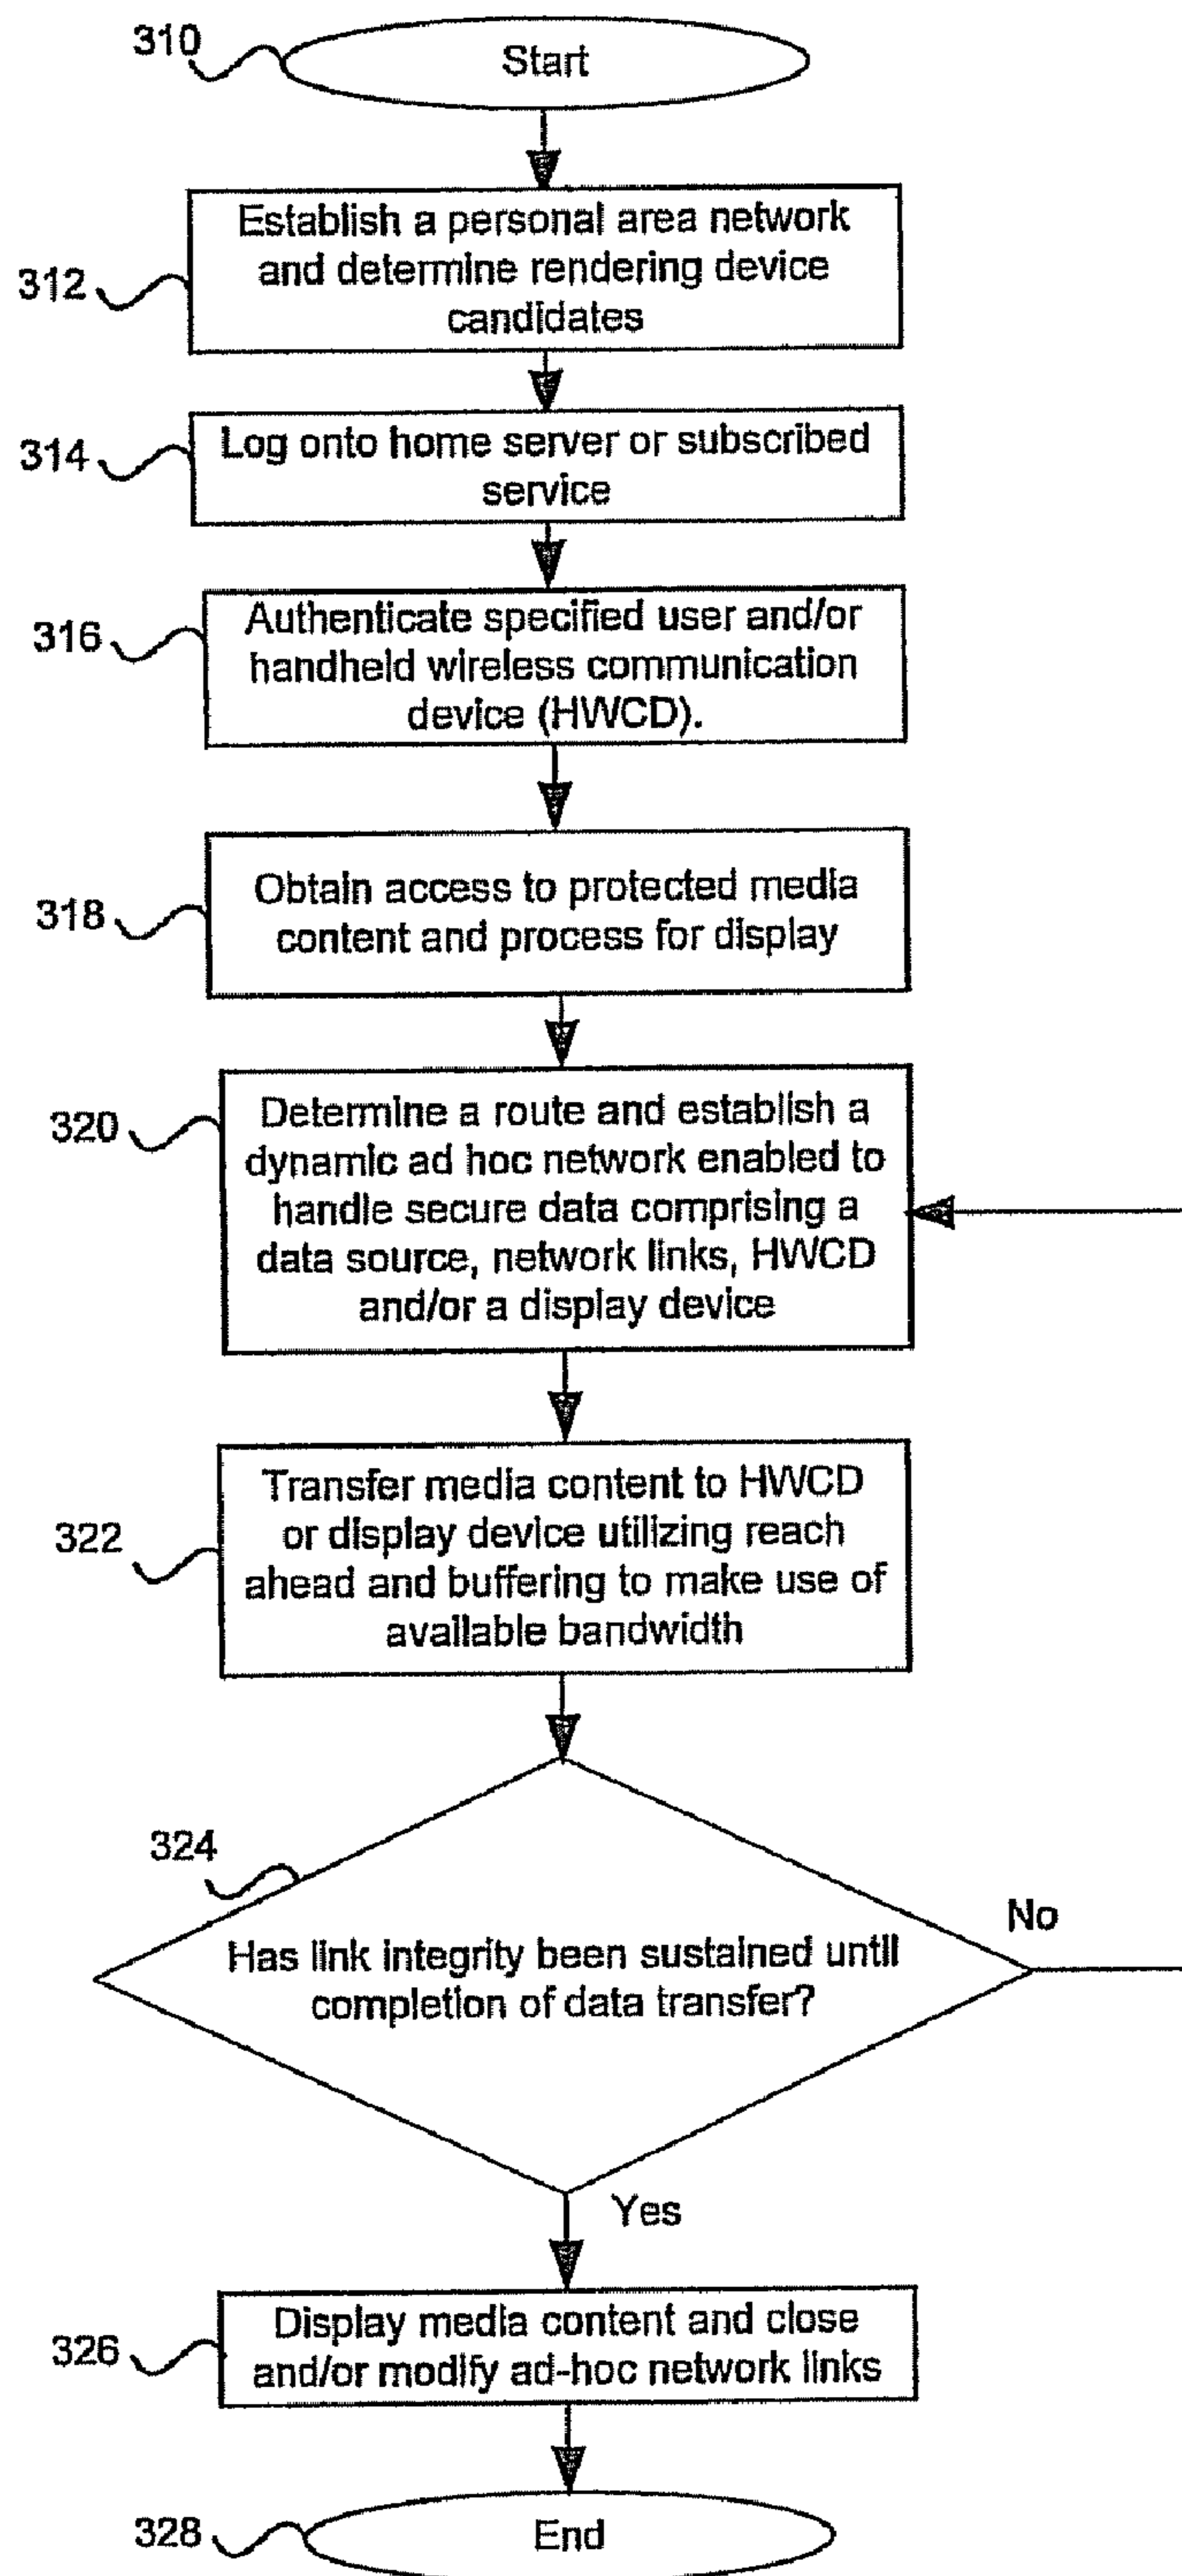 310
Start
312
Establish a personal area network
and determine rendering device
candidates
314
Log onto home server or subscribed
service
316
Authenticate specified user and/or
handheld wireless communication
device (HWCD).
318
Obtain access to protected media
content and process for display
320
Determine a route and establish a
dynamic ad hoc network enabled to
handle secure data comprising a
data source, network links, HWCD
and/or a display device
322
Transfer media content to HWCD
or display device utilizing reach
ahead and buffering to make use of
available bandwidth
324
No
Has link integrity been sustained until
completion of data transfer?
Yes
326
Display media content and close
and/or modify ad-hoc network links
328
End